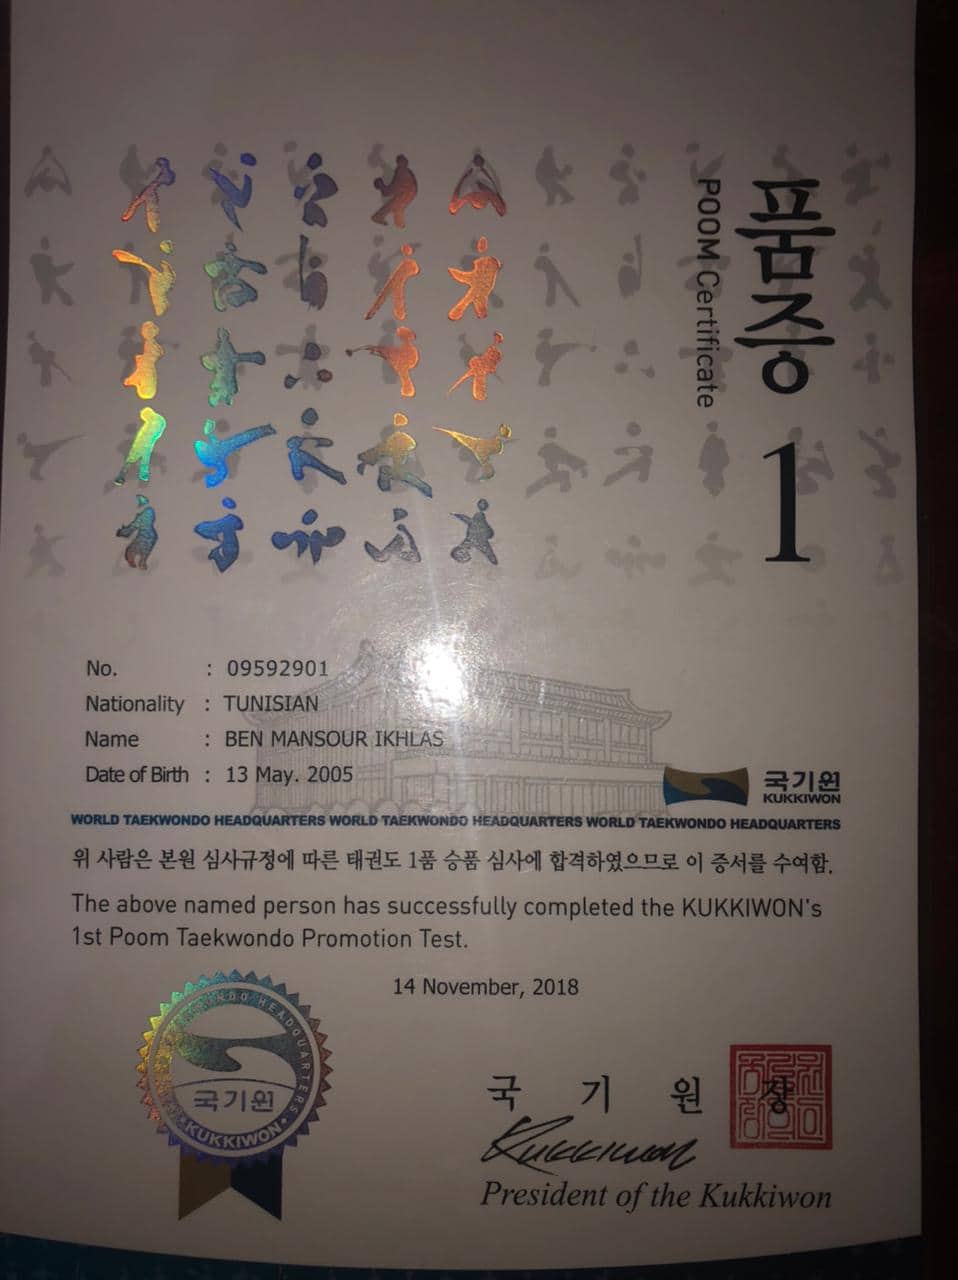 품증 1
POOM Certificate
No. : 09592901
Nationality : TUNISIAN
Name : BEN MANSOUR IKHLAS
Date of Birth : 13 May. 2005
국기원
KUKKIWON
WORLD TAEKWONDO HEADQUARTERS WORLD TAEKWONDO HEADQUARTERS WORLD TAEKWONDO HEADQUARTERS
위 사람은 본원 심사규정에 따른 태권도 1품 승품 심사에 합격하였으므로 이 증서를 수여함.
The above named person has successfully completed the KUKKIWON's
1st Poom Taekwondo Promotion Test.
14 November, 2018
HEADQUARTERS
국기원
KUKKIWON
국 기 원 장
Kukkiwon
President of the Kukkiwon